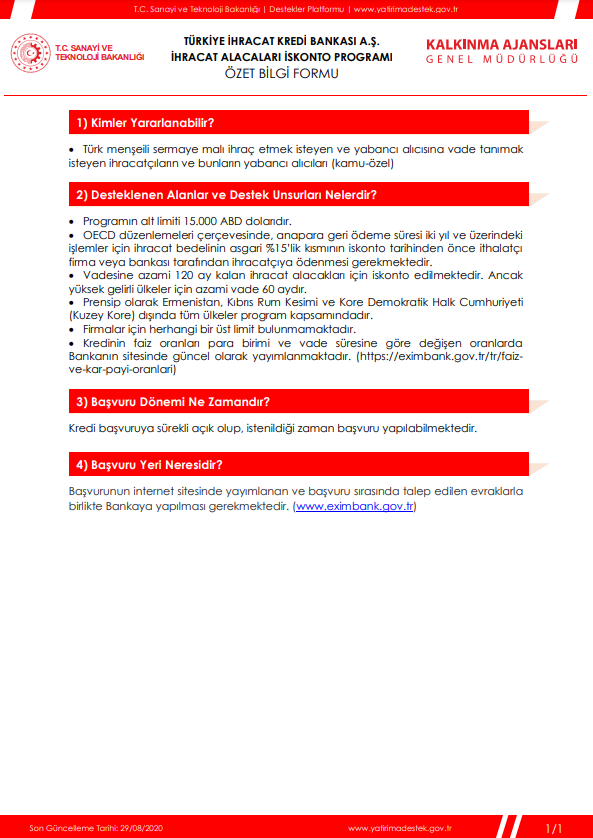 T.C. Sanayi ve Teknoloji Bakanlığı | Destekler Platformu | www.yatirimadestek.gov.tr
T.C. SANAYİ VE
TEKNOLOJİ BAKANLIĞI
TÜRKİYE İHRACAT KREDİ BANKASI A.Ş.
İHRACAT ALACALARI İSKONTO PROGRAMI
ÖZET BİLGİ FORMU
KALKINMA AJANSLARI
GENEL MÜDÜRLÜĞÜ
1) Kimler Yararlanabilir?
• Türk menşeili sermaye malı ihraç etmek isteyen ve yabancı alıcısına vade tanımak
isteyen ihracatçıların ve bunların yabancı alıcıları (kamu-özel)
2) Desteklenen Alanlar ve Destek Unsurları Nelerdir?
• Programın alt limiti 15.000 ABD dolarıdır.
• OECD düzenlemeleri çerçevesinde, anapara geri ödeme süresi iki yıl ve üzerindeki
işlemler için ihracat bedelinin asgari %15'lik kısmının iskonto tarihinden önce ithalatçı
firma veya bankası tarafından ihracatçıya ödenmesi gerekmektedir.
• Vadesine azami 120 ay kalan ihracat alacakları için iskonto edilmektedir. Ancak
yüksek gelirli ülkeler için azami vade 60 aydır.
• Prensip olarak Ermenistan, Kıbrıs Rum Kesimi ve Kore Demokratik Halk Cumhuriyeti
(Kuzey Kore) dışında tüm ülkeler program kapsamındadır.
• Firmalar için herhangi bir üst limit bulunmamaktadır.
• Kredinin faiz oranları para birimi ve vade süresine göre değişen oranlarda
Bankanın sitesinde güncel olarak yayımlanmaktadır. (https://eximbank.gov.tr/tr/faiz-
ve-kar-payi-oranlari)
3) Başvuru Dönemi Ne Zamandır?
Kredi başvuruya sürekli açık olup, istenildiği zaman başvuru yapılabilmektedir.
4) Başvuru Yeri Neresidir?
Başvurunun internet sitesinde yayımlanan ve başvuru sırasında talep edilen evraklarla
birlikte Bankaya yapılması gerekmektedir. (www.eximbank.gov.tr)
Son Güncelleme Tarihi: 29/08/2020
www.yatirimadestek.gov.tr
1/1